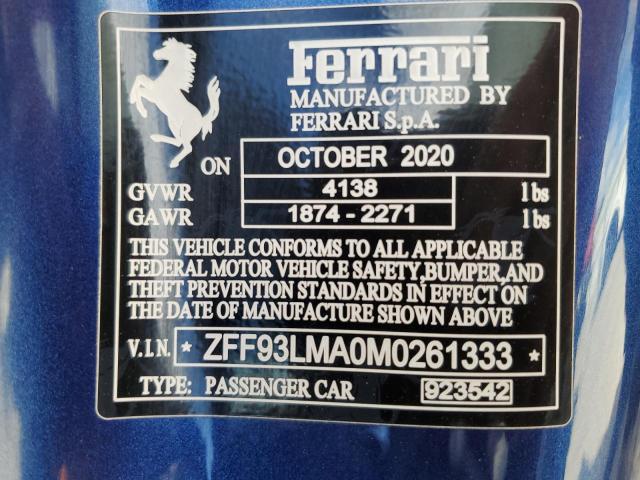 Ferrari
MANUFACTURED BY
FERRARI S.p.A.
ON OCTOBER 2020
GVWR 4138 lbs
GAWR 1874 - 2271 lbs
THIS VEHICLE CONFORMS TO ALL APPLICABLE
FEDERAL MOTOR VEHICLE SAFETY,BUMPER,AND
THEFT PREVENTION STANDARDS IN EFFECT ON
THE DATE OF MANUFACTURE SHOWN ABOVE
V.I.N. * ZFF93LMA0M0261333 *
TYPE: PASSENGER CAR 923542